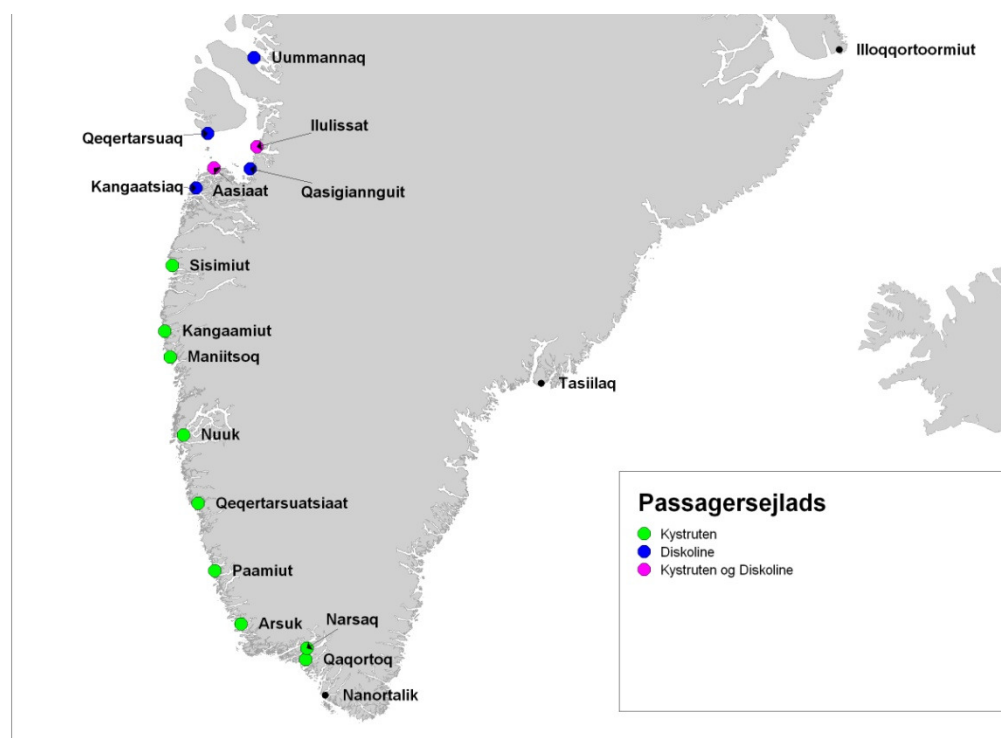 Illoqqortoormiut
Uummannaq
Ilulissat
Qeqertarsuaq
Kangaatsiaq
Aasiaat
Qasigiannguit
Sisimiut
Kangaamiut
Maniitsoq
Tasiilaq
Nuuk
Qeqertarsuatsiaat
Paamiut
Arsuk
Narsaq
Qaqortoq
Nanortalik
Passagersejlads
Kystruten
Diskoline
Kystruten og Diskoline